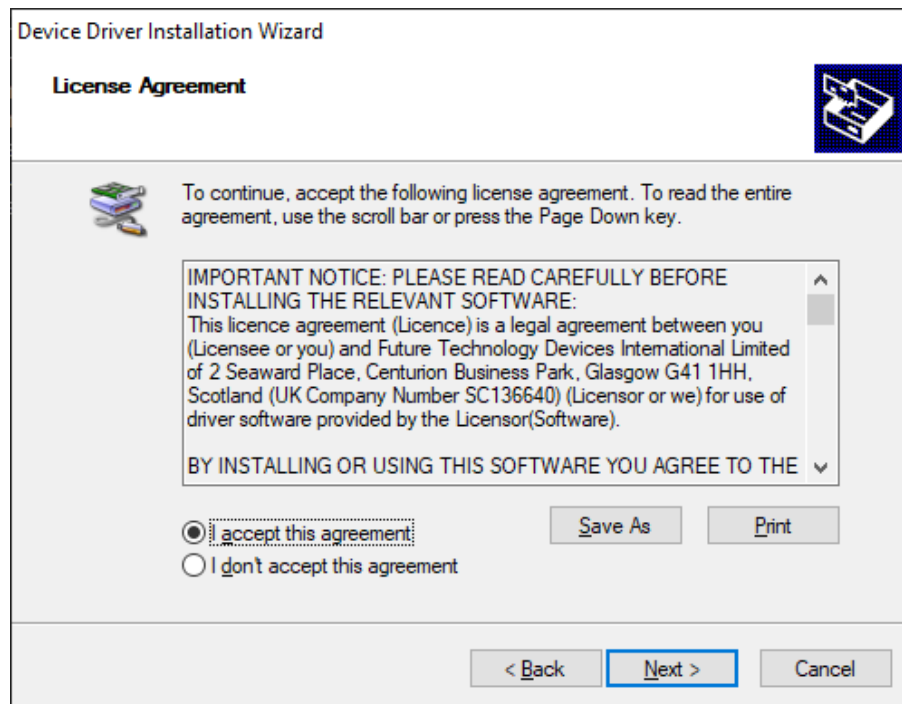 Device Driver Installation Wizard
License Agreement
To continue, accept the following license agreement. To read the entire
agreement, use the scroll bar or press the Page Down key.
IMPORTANT NOTICE: PLEASE READ CAREFULLY BEFORE
INSTALLING THE RELEVANT SOFTWARE:
This licence agreement (Licence) is a legal agreement between you
(Licensee or you) and Future Technology Devices International Limited
of 2 Seaward Place, Centurion Business Park, Glasgow G41 1HH,
Scotland (UK Company Number SC136640) (Licensor or we) for use of
driver software provided by the Licensor(Software).
BY INSTALLING OR USING THIS SOFTWARE YOU AGREE TO THE
I accept this agreement
Save As
Print
I don't accept this agreement
< Back
Next >
Cancel